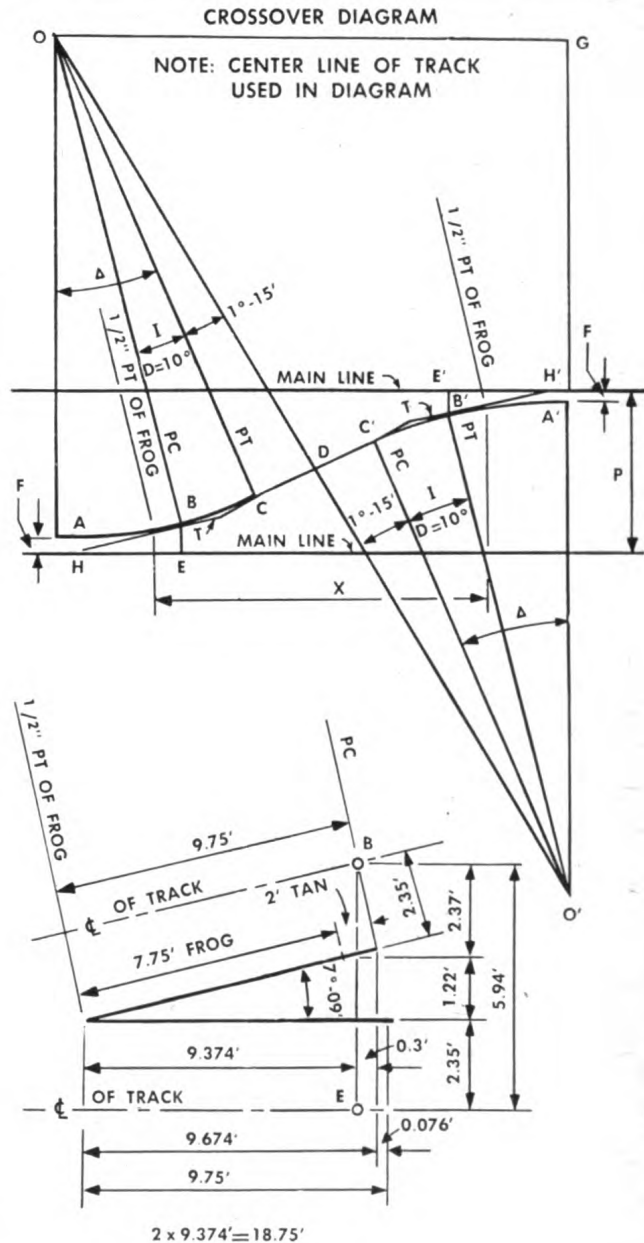 CROSSOVER DIAGRAM
O
G
NOTE: CENTER LINE OF TRACK
USED IN DIAGRAM
1/2" PT OF FROG
Δ
1°-15'
1/2" PT OF FROG
I
D=10°
F
MAIN LINE
E'
H'
T
B'
A'
PC
PT
C'
PT
PC
D
P
F
A
B
C
1°-15'
I
D=10°
T
MAIN LINE
H
E
X
Δ
1/2" PT OF FROG
PC
9.75'
B
O'
℄ OF TRACK
2' TAN
2.35'
2.37'
7.75' FROG
7°-09'
1.22'
5.94'
9.374'
0.3'
2.35'
℄ OF TRACK
E
9.674'
0.076'
9.75'
2 x 9.374'=18.75'